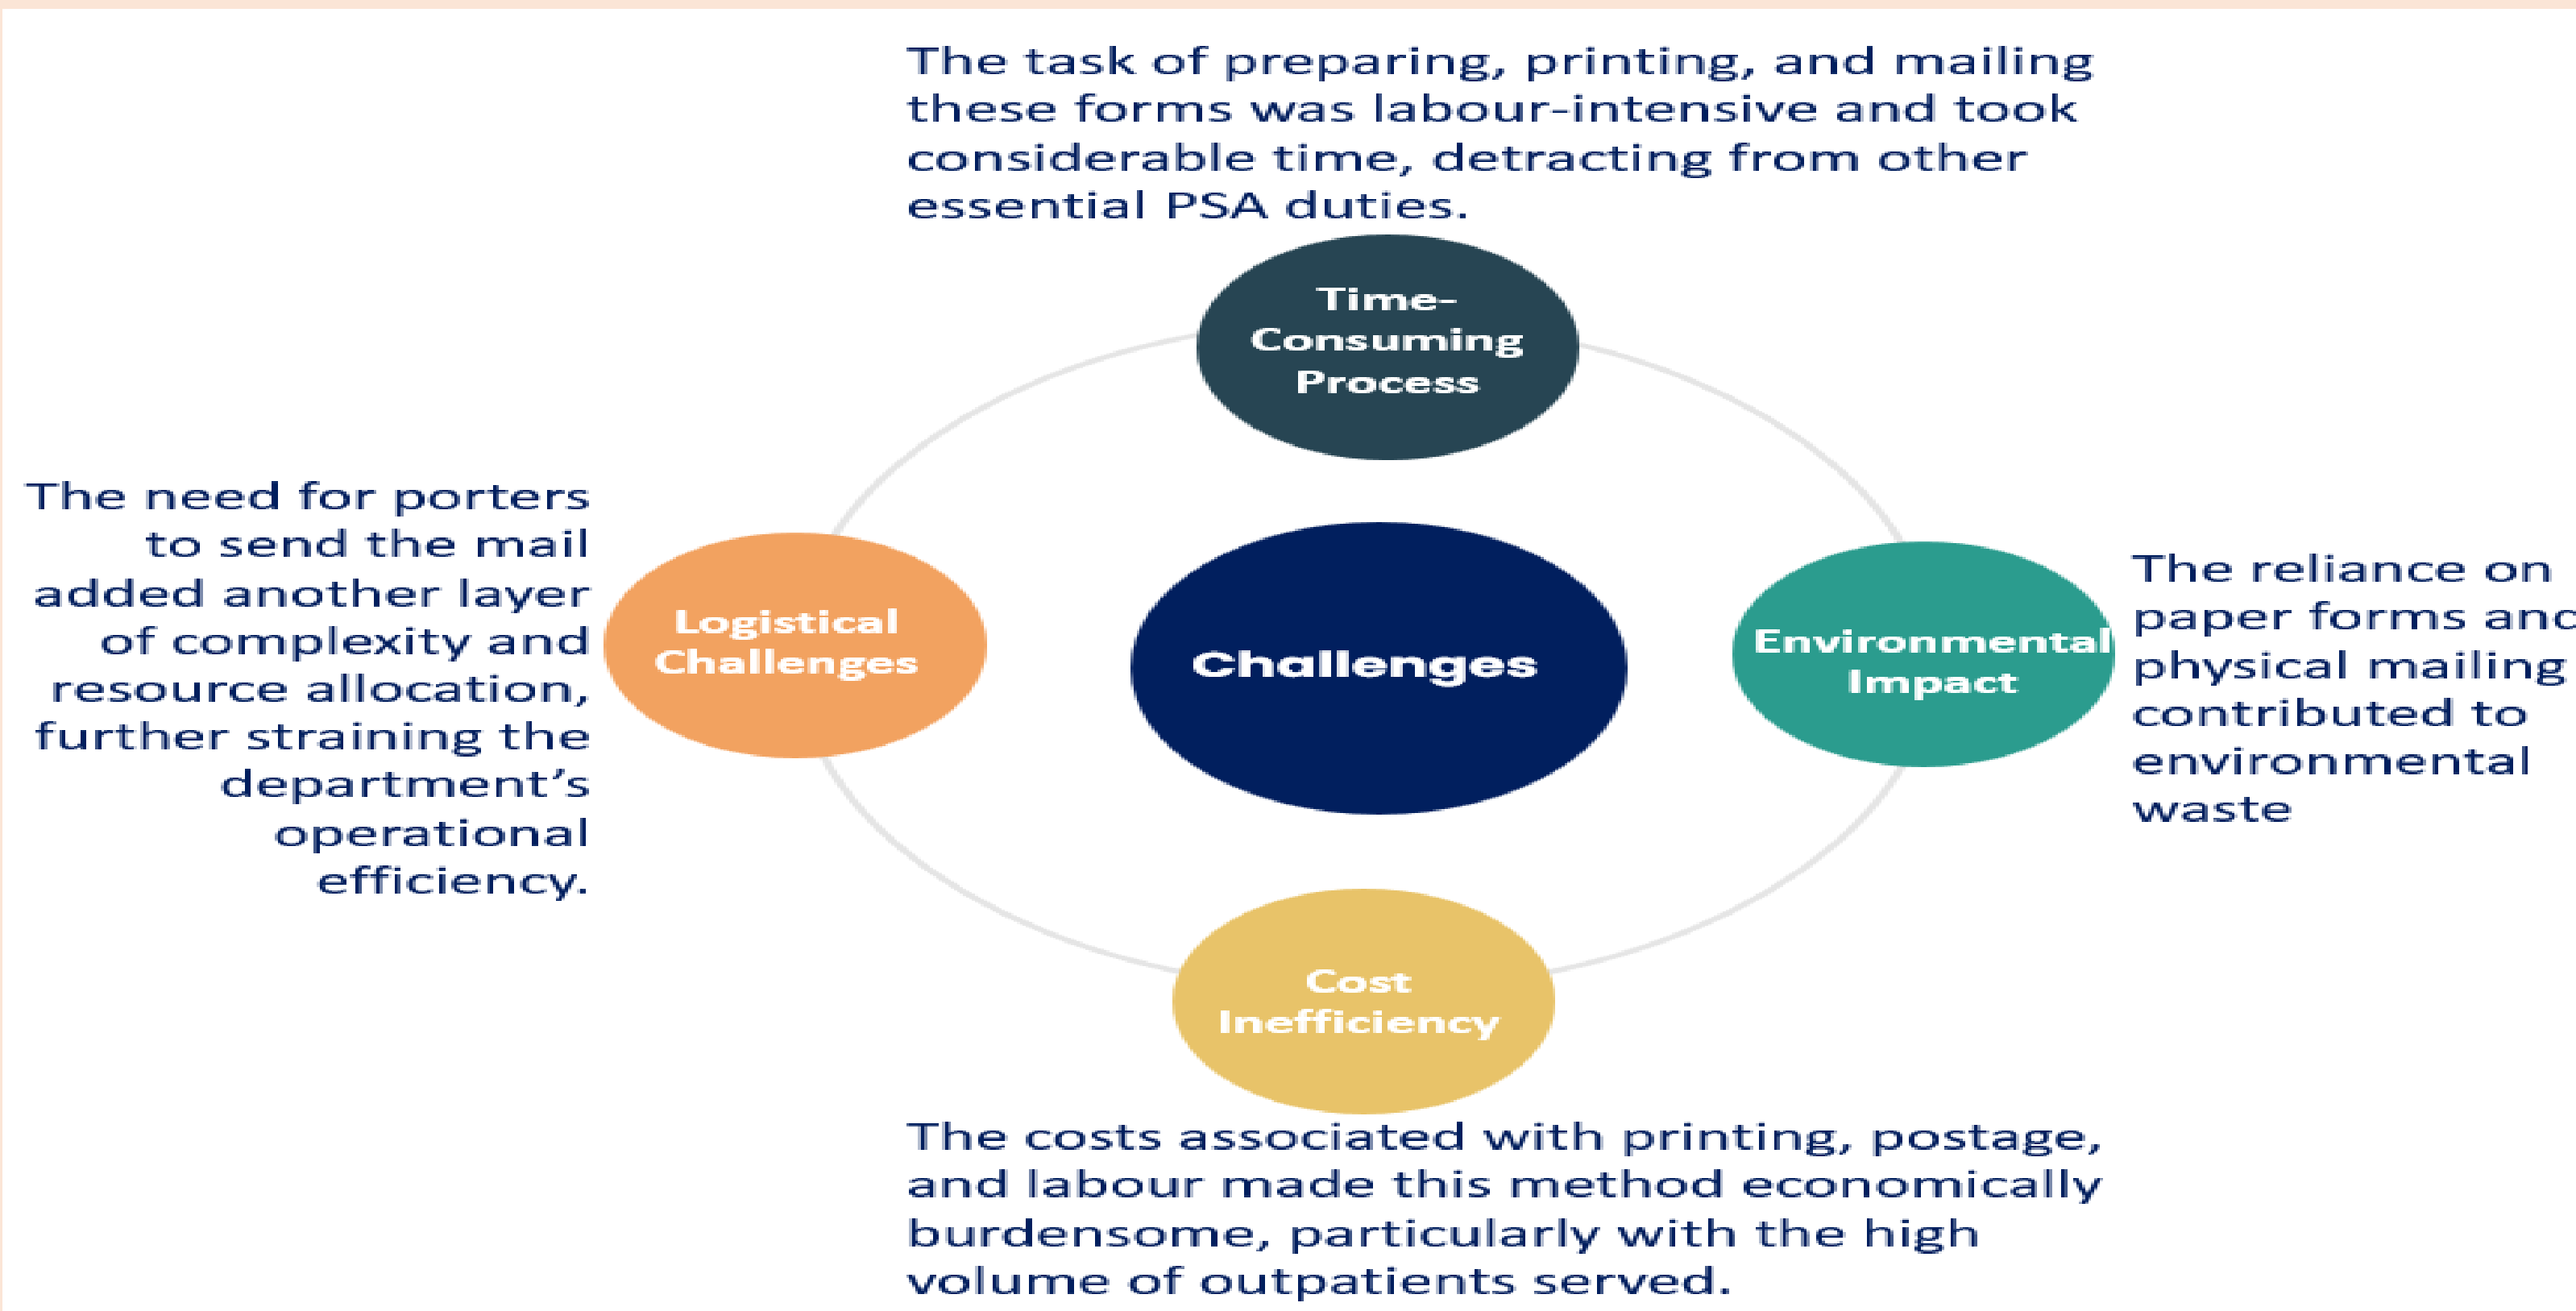 The task of preparing, printing, and mailing
these forms was labour-intensive and took
considerable time, detracting from other
essential PSA duties.
Time-
Consuming
Process
The need for porters
to send the mail
added another layer
of complexity and
resource allocation,
further straining the
department’s
operational
efficiency.
Logistical
Challenges
Challenges
Environmental
Impact
The reliance on
paper forms and
physical mailing
contributed to
environmental
waste
Cost
Inefficiency
The costs associated with printing, postage,
and labour made this method economically
burdensome, particularly with the high
volume of outpatients served.